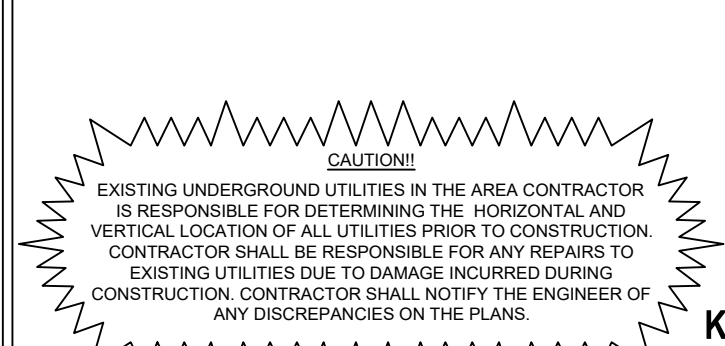 CAUTION!!
EXISTING UNDERGROUND UTILITIES IN THE AREA CONTRACTOR
IS RESPONSIBLE FOR DETERMINING THE HORIZONTAL AND
VERTICAL LOCATION OF ALL UTILITIES PRIOR TO CONSTRUCTION.
CONTRACTOR SHALL BE RESPONSIBLE FOR ANY REPAIRS TO
EXISTING UTILITIES DUE TO DAMAGE INCURRED DURING
CONSTRUCTION. CONTRACTOR SHALL NOTIFY THE ENGINEER OF
ANY DISCREPANCIES ON THE PLANS.
K